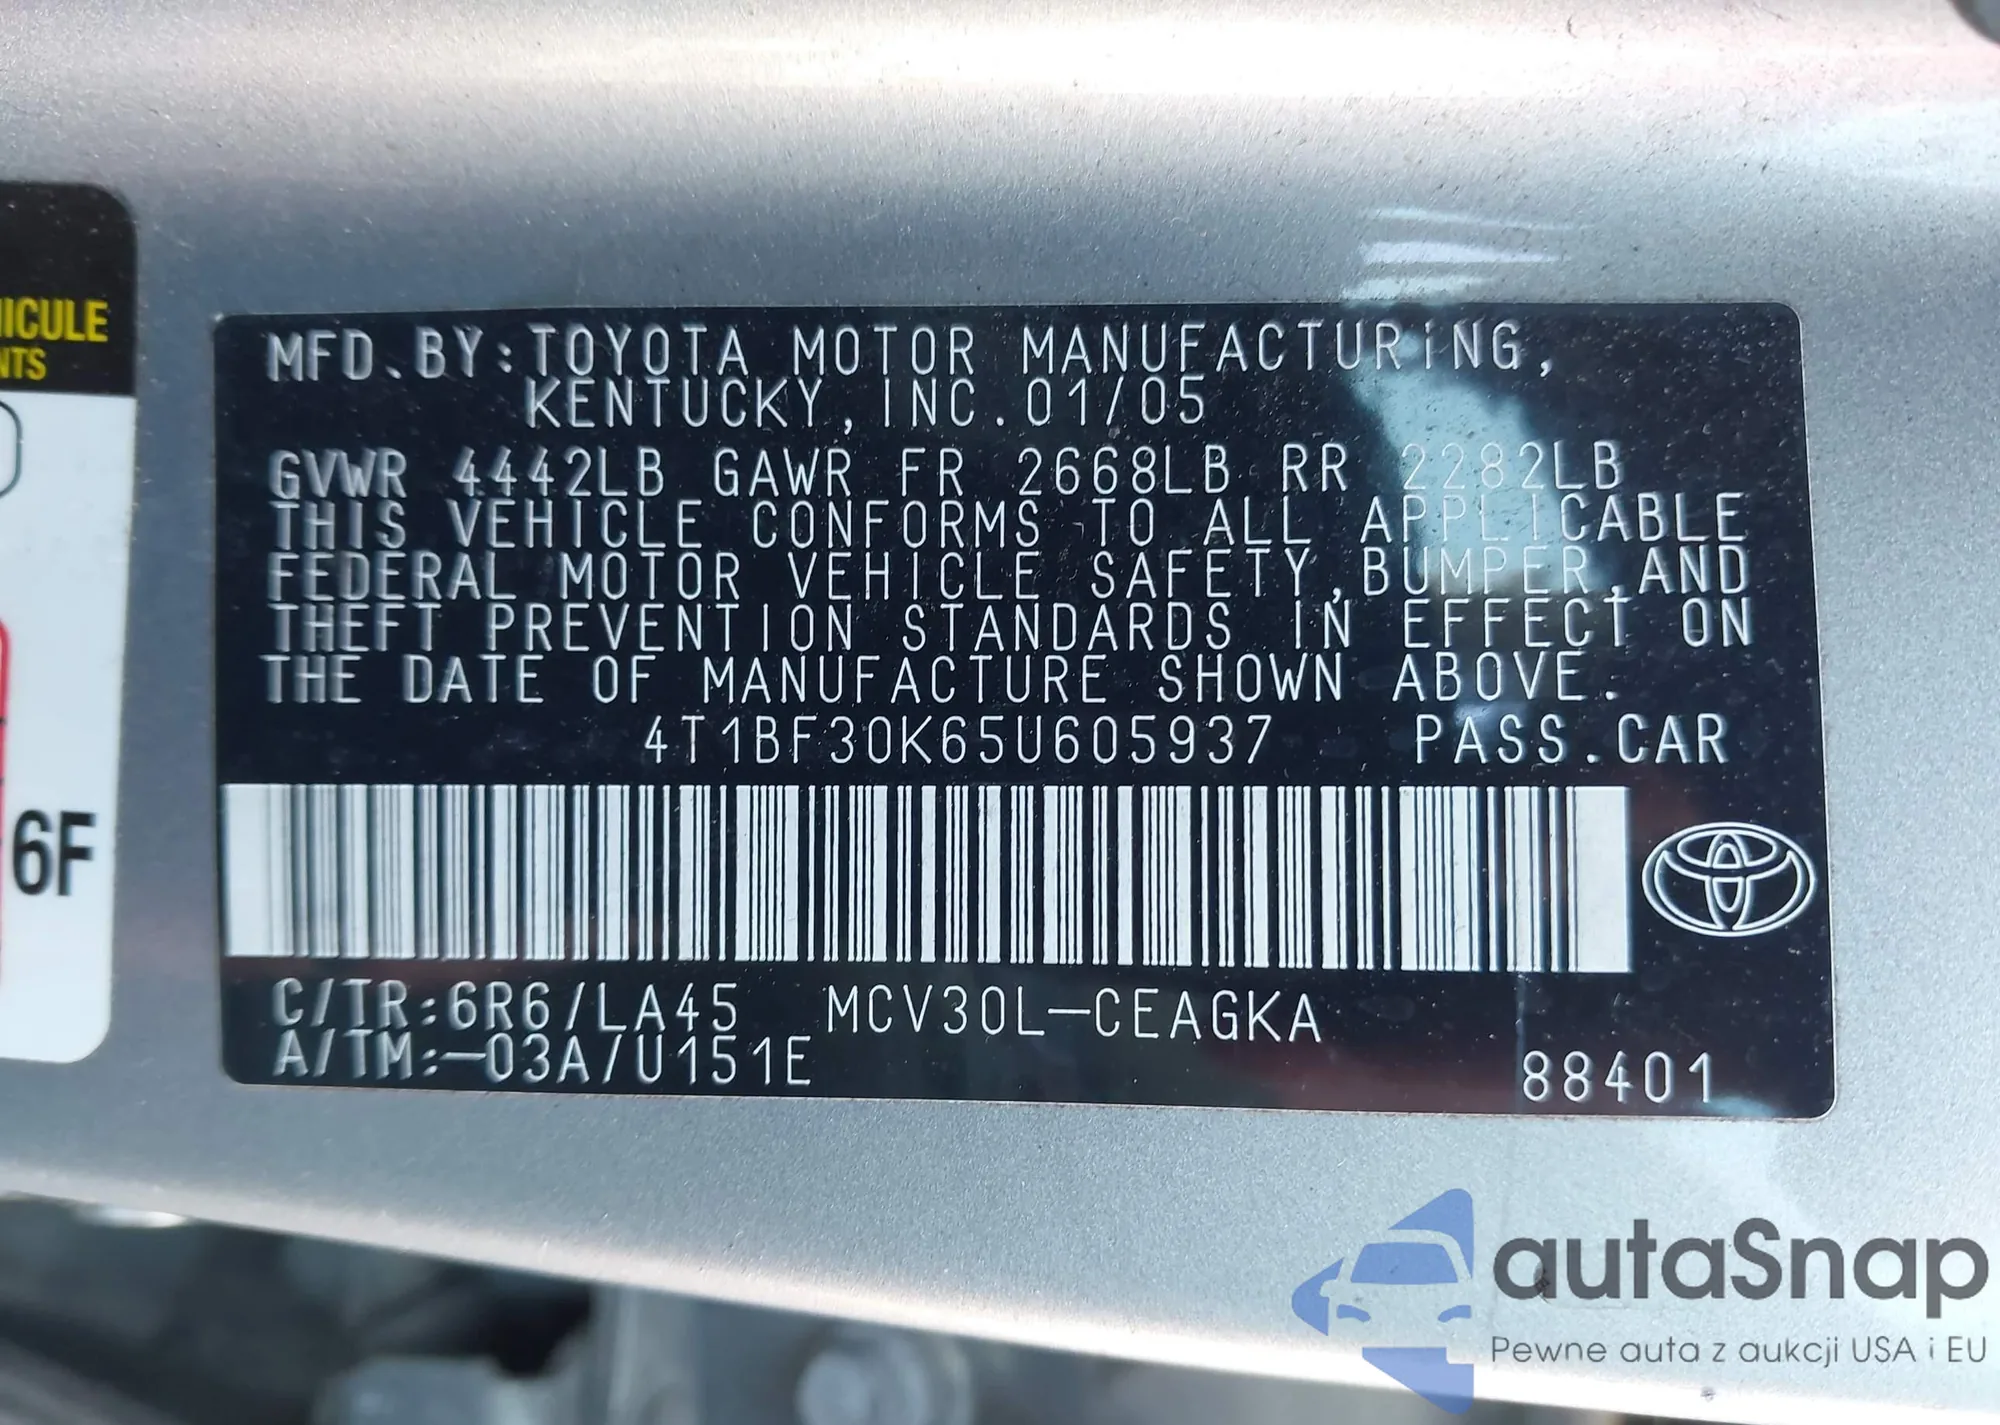 HICULE
NTS
6F
MFD.BY:TOYOTA MOTOR MANUFACTURING,
KENTUCKY,INC.01/05
GVWR 4442LB GAWR FR 2668LB RR 2282LB
THIS VEHICLE CONFORMS TO ALL APPLICABLE
FEDERAL MOTOR VEHICLE SAFETY,BUMPER,AND
THEFT PREVENTION STANDARDS IN EFFECT ON
THE DATE OF MANUFACTURE SHOWN ABOVE.
4T1BF30K65U605937 PASS.CAR
C/TR:6R6/LA45 MCV30L-CEAGKA
A/TM:-03A/U151E
88401
autaSnap
Pewne auta z aukcji USA i EU